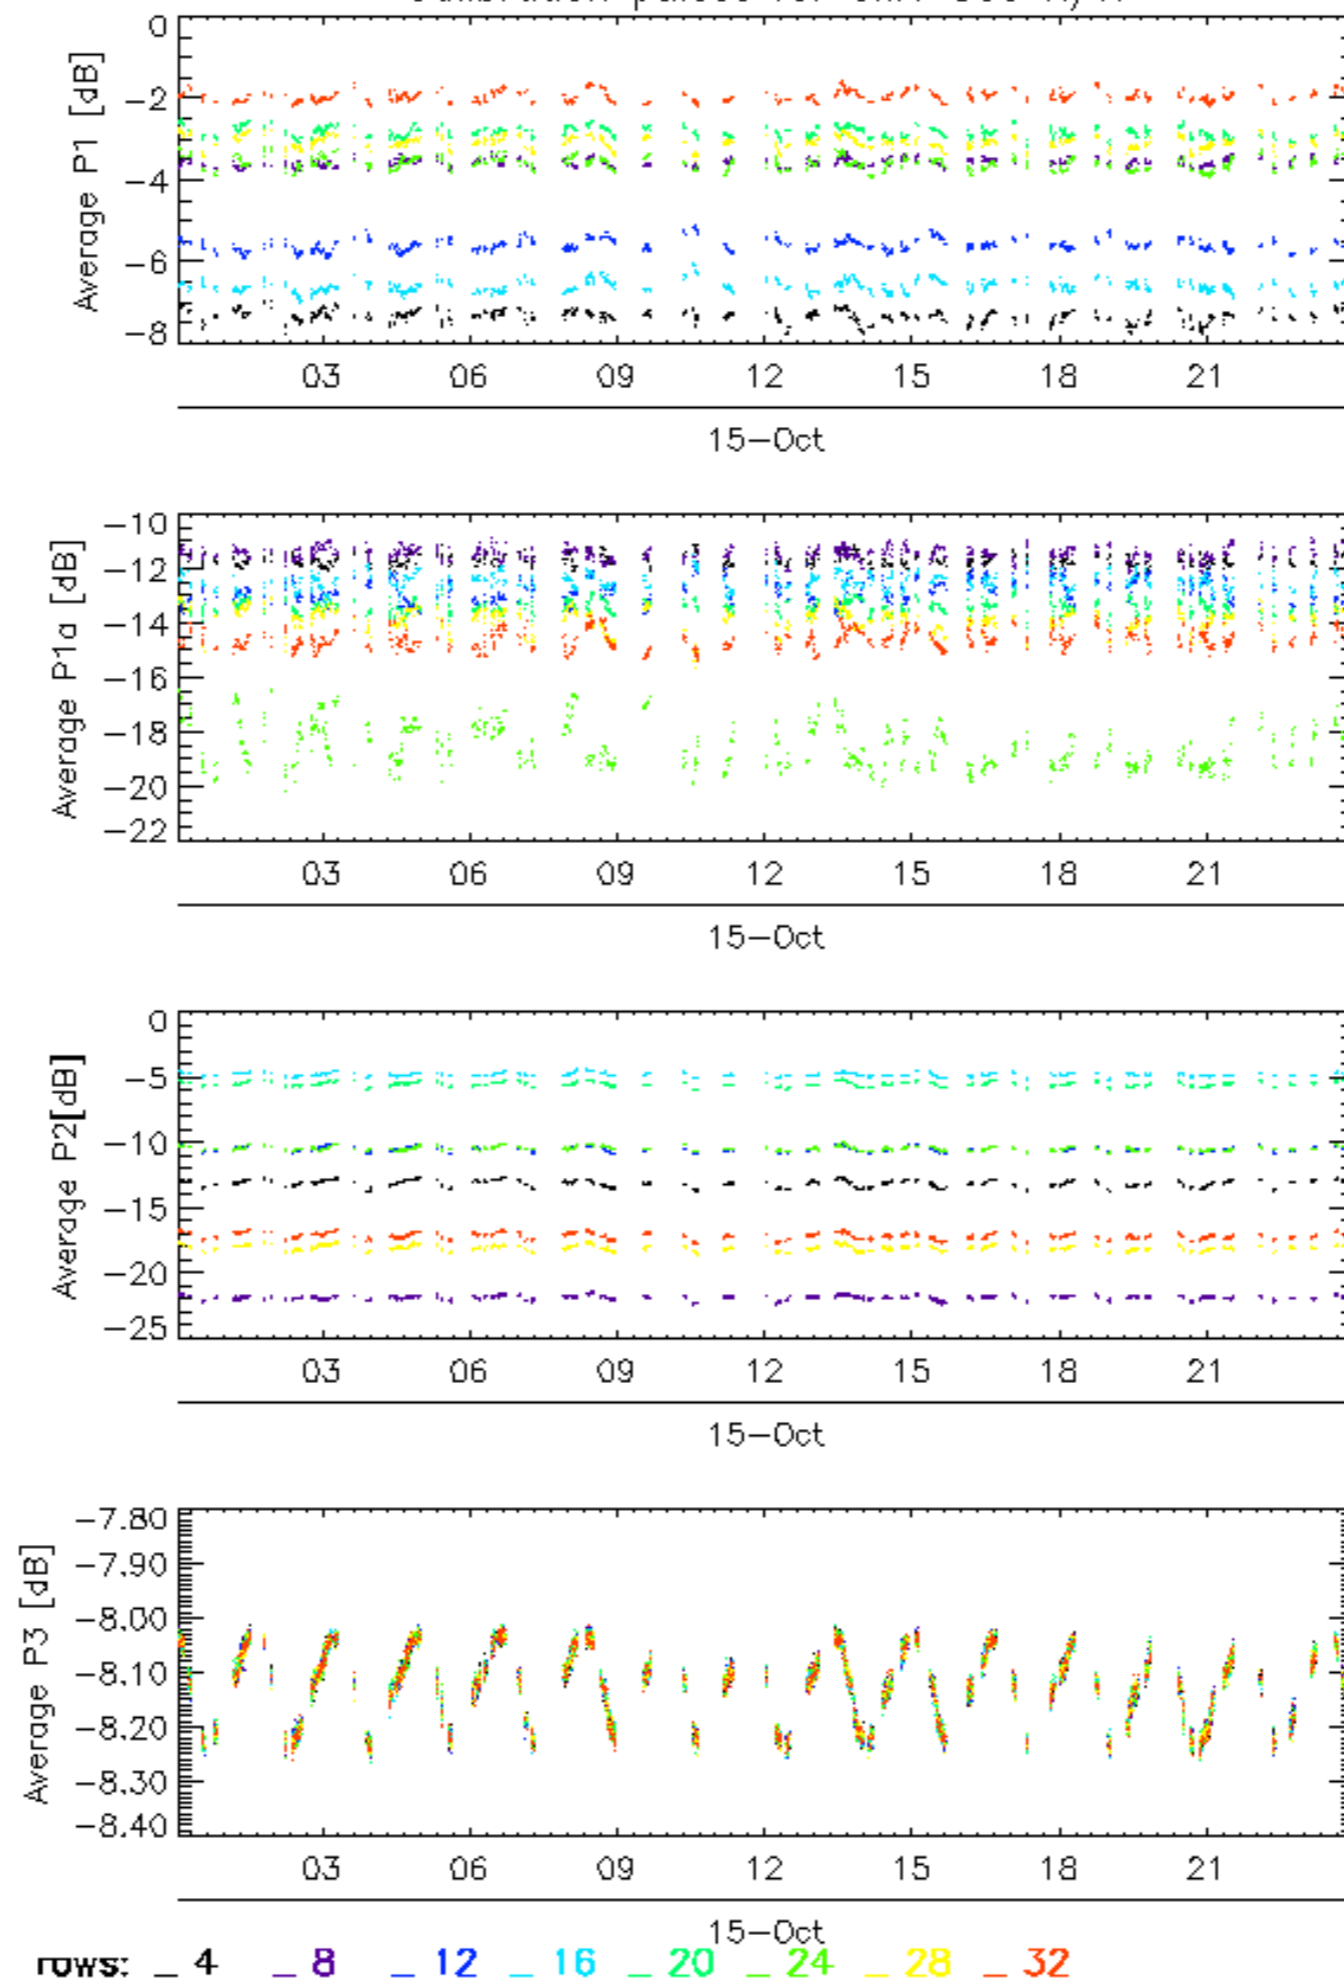 Average P1 [dB]
0
−2
−4
−6
−8
03 06 09 12 15 18 21
15−Oct
Average P1a [dB]
−10
−12
−14
−16
−18
−20
−22
03 06 09 12 15 18 21
15−Oct
Average P2[dB]
0
−5
−10
−15
−20
−25
03 06 09 12 15 18 21
15−Oct
Average P3 [dB]
−7.80
−7.90
−8.00
−8.10
−8.20
−8.30
−8.40
03 06 09 12 15 18 21
15−Oct
rows: _ 4 _ 8 _ 12 _ 16 _ 20 _ 24 _ 28 _ 32